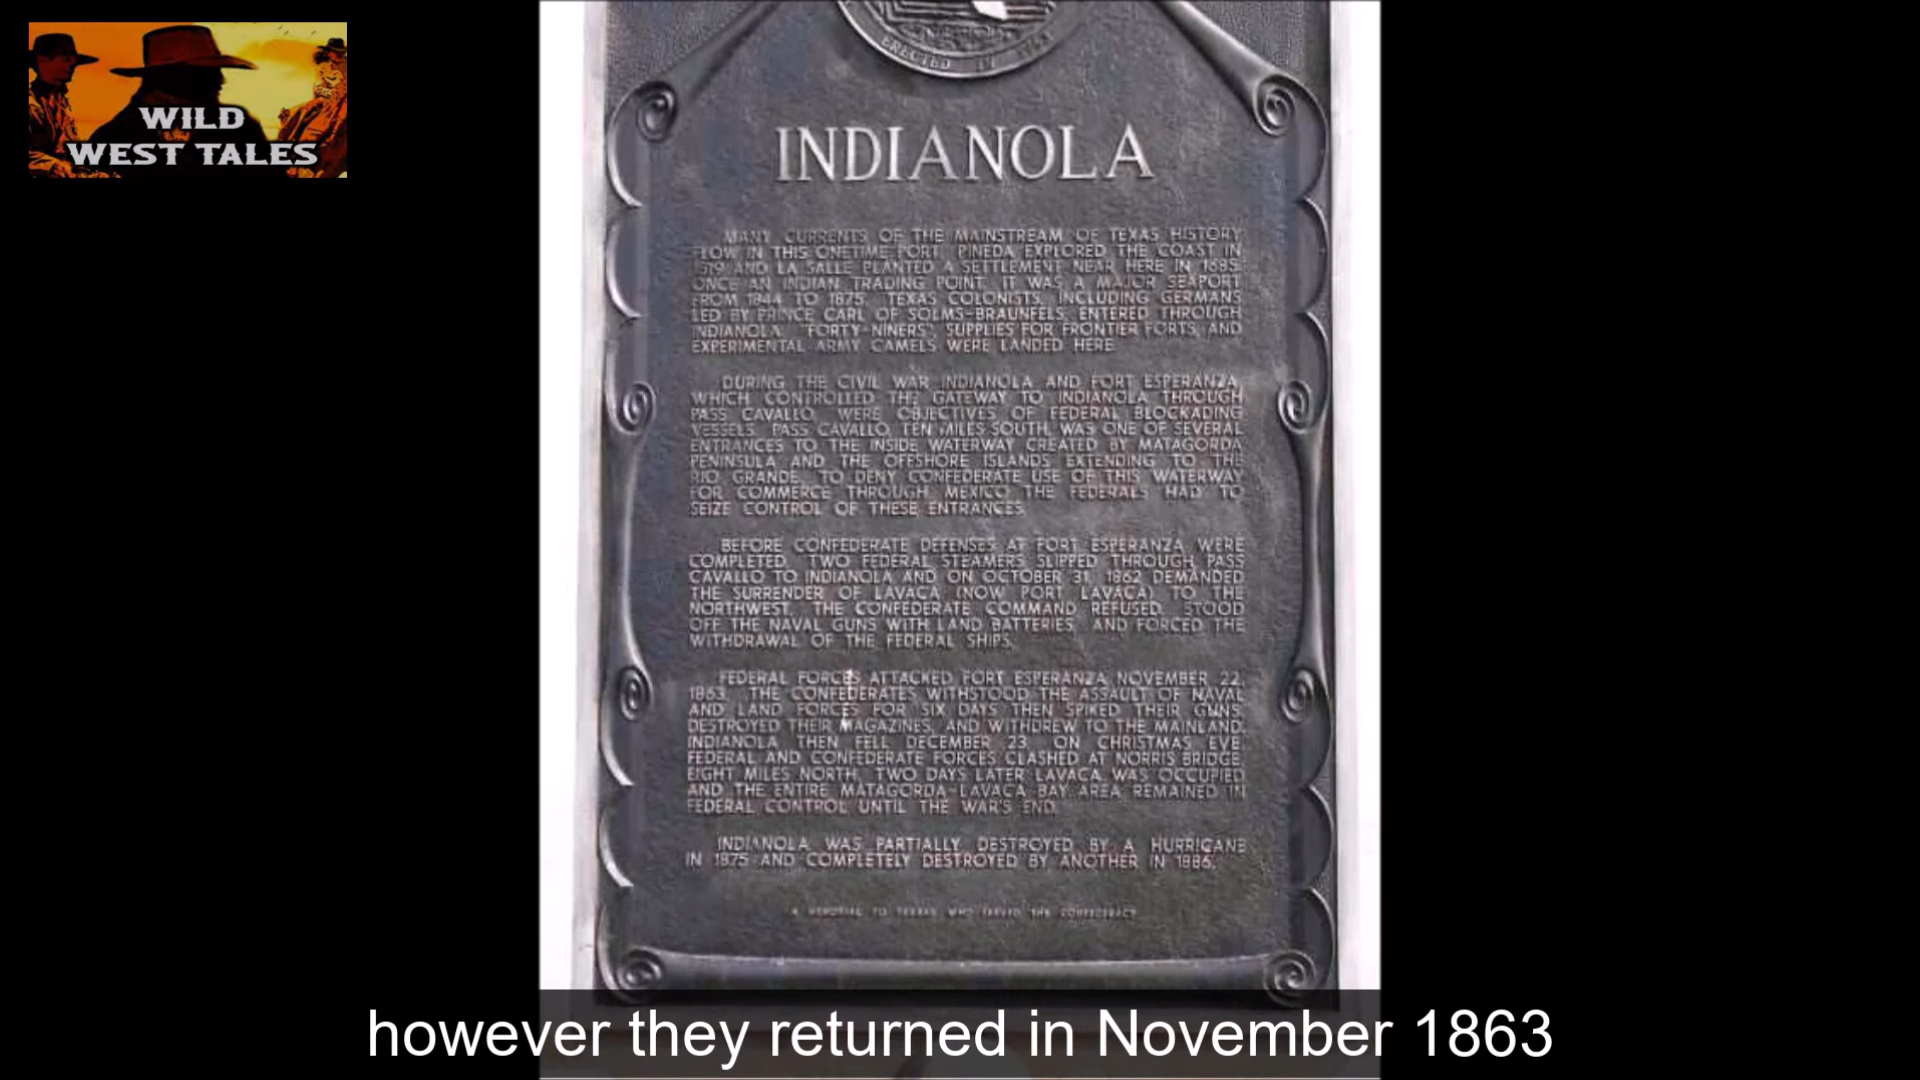 WILD
WEST TALES
ERECTED IN
INDIANOLA
MANY CURRENTS OF THE MAINSTREAM OF TEXAS HISTORY
FLOW IN THIS ONETIME PORT. PINEDA EXPLORED THE COAST IN
1519 AND LA SALLE PLANTED A SETTLEMENT NEAR HERE IN 1685.
ONCE AN INDIAN TRADING POINT, IT WAS A MAJOR SEAPORT
FROM 1844 TO 1875. TEXAS COLONISTS, INCLUDING GERMANS
LED BY PRINCE CARL OF SOLMS-BRAUNFELS, ENTERED THROUGH
INDIANOLA. "FORTY-NINERS", SUPPLIES FOR FRONTIER FORTS, AND
EXPERIMENTAL ARMY CAMELS WERE LANDED HERE.
DURING THE CIVIL WAR INDIANOLA AND FORT ESPERANZA,
WHICH CONTROLLED THE GATEWAY TO INDIANOLA THROUGH
PASS CAVALLO, WERE OBJECTIVES OF FEDERAL BLOCKADING
VESSELS. PASS CAVALLO, TEN MILES SOUTH, WAS ONE OF SEVERAL
ENTRANCES TO THE INSIDE WATERWAY CREATED BY MATAGORDA
PENINSULA AND THE OFFSHORE ISLANDS EXTENDING TO THE
RIO GRANDE. TO DENY CONFEDERATE USE OF THIS WATERWAY
FOR COMMERCE THROUGH MEXICO THE FEDERALS HAD TO
SEIZE CONTROL OF THESE ENTRANCES.
BEFORE CONFEDERATE DEFENSES AT FORT ESPERANZA WERE
COMPLETED, TWO FEDERAL STEAMERS SLIPPED THROUGH PASS
CAVALLO TO INDIANOLA AND ON OCTOBER 31, 1862 DEMANDED
THE SURRENDER OF LAVACA (NOW PORT LAVACA) TO THE
NORTHWEST. THE CONFEDERATE COMMAND REFUSED, STOOD
OFF THE NAVAL GUNS WITH LAND BATTERIES, AND FORCED THE
WITHDRAWAL OF THE FEDERAL SHIPS.
FEDERAL FORCES ATTACKED FORT ESPERANZA NOVEMBER 22,
1863. THE CONFEDERATES WITHSTOOD THE ASSAULT OF NAVAL
AND LAND FORCES FOR SIX DAYS THEN SPIKED THEIR GUNS,
DESTROYED THEIR MAGAZINES, AND WITHDREW TO THE MAINLAND.
INDIANOLA THEN FELL DECEMBER 23. ON CHRISTMAS EVE,
FEDERAL AND CONFEDERATE FORCES CLASHED AT NORRIS BRIDGE,
EIGHT MILES NORTH. TWO DAYS LATER LAVACA WAS OCCUPIED
AND THE ENTIRE MATAGORDA-LAVACA BAY AREA REMAINED IN
FEDERAL CONTROL UNTIL THE WAR'S END.
INDIANOLA WAS PARTIALLY DESTROYED BY A HURRICANE
IN 1875 AND COMPLETELY DESTROYED BY ANOTHER IN 1886.
A MEMORIAL TO TEXANS WHO SERVED THE CONFEDERACY
however they returned in November 1863